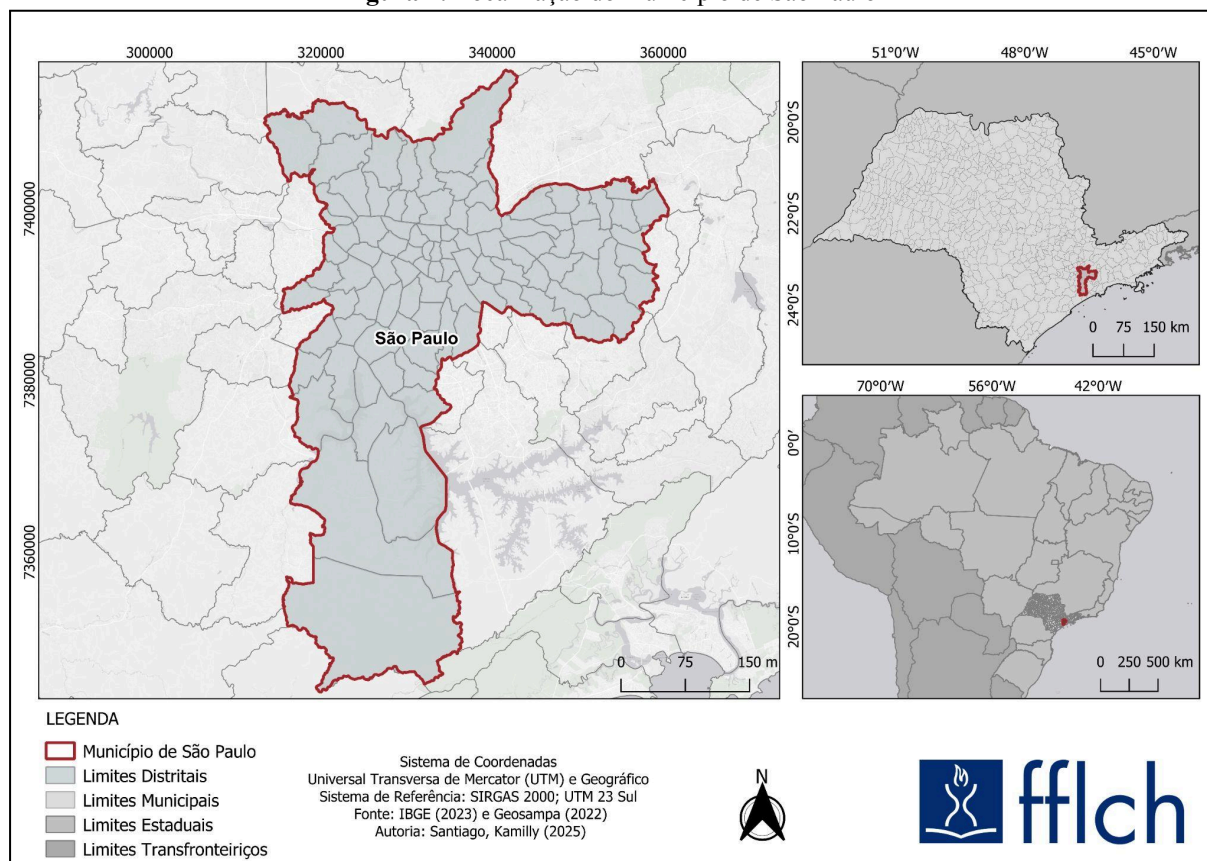 300000 320000 340000 360000
7400000
7380000
7360000
São Paulo
0 75 150 m
51°0'W 48°0'W 45°0'W
20°0'S
22°0'S
24°0'S
0 75 150 km
70°0'W 56°0'W 42°0'W
0°0'
10°0'S
20°0'S
0 250 500 km
LEGENDA
Município de São Paulo
Limites Distritais
Limites Municipais
Limites Estaduais
Limites Transfronteiriços
Sistema de Coordenadas
Universal Transversa de Mercator (UTM) e Geográfico
Sistema de Referência: SIRGAS 2000; UTM 23 Sul
Fonte: IBGE (2023) e Geosampa (2022)
Autoria: Santiago, Kamilly (2025)
N
fflch